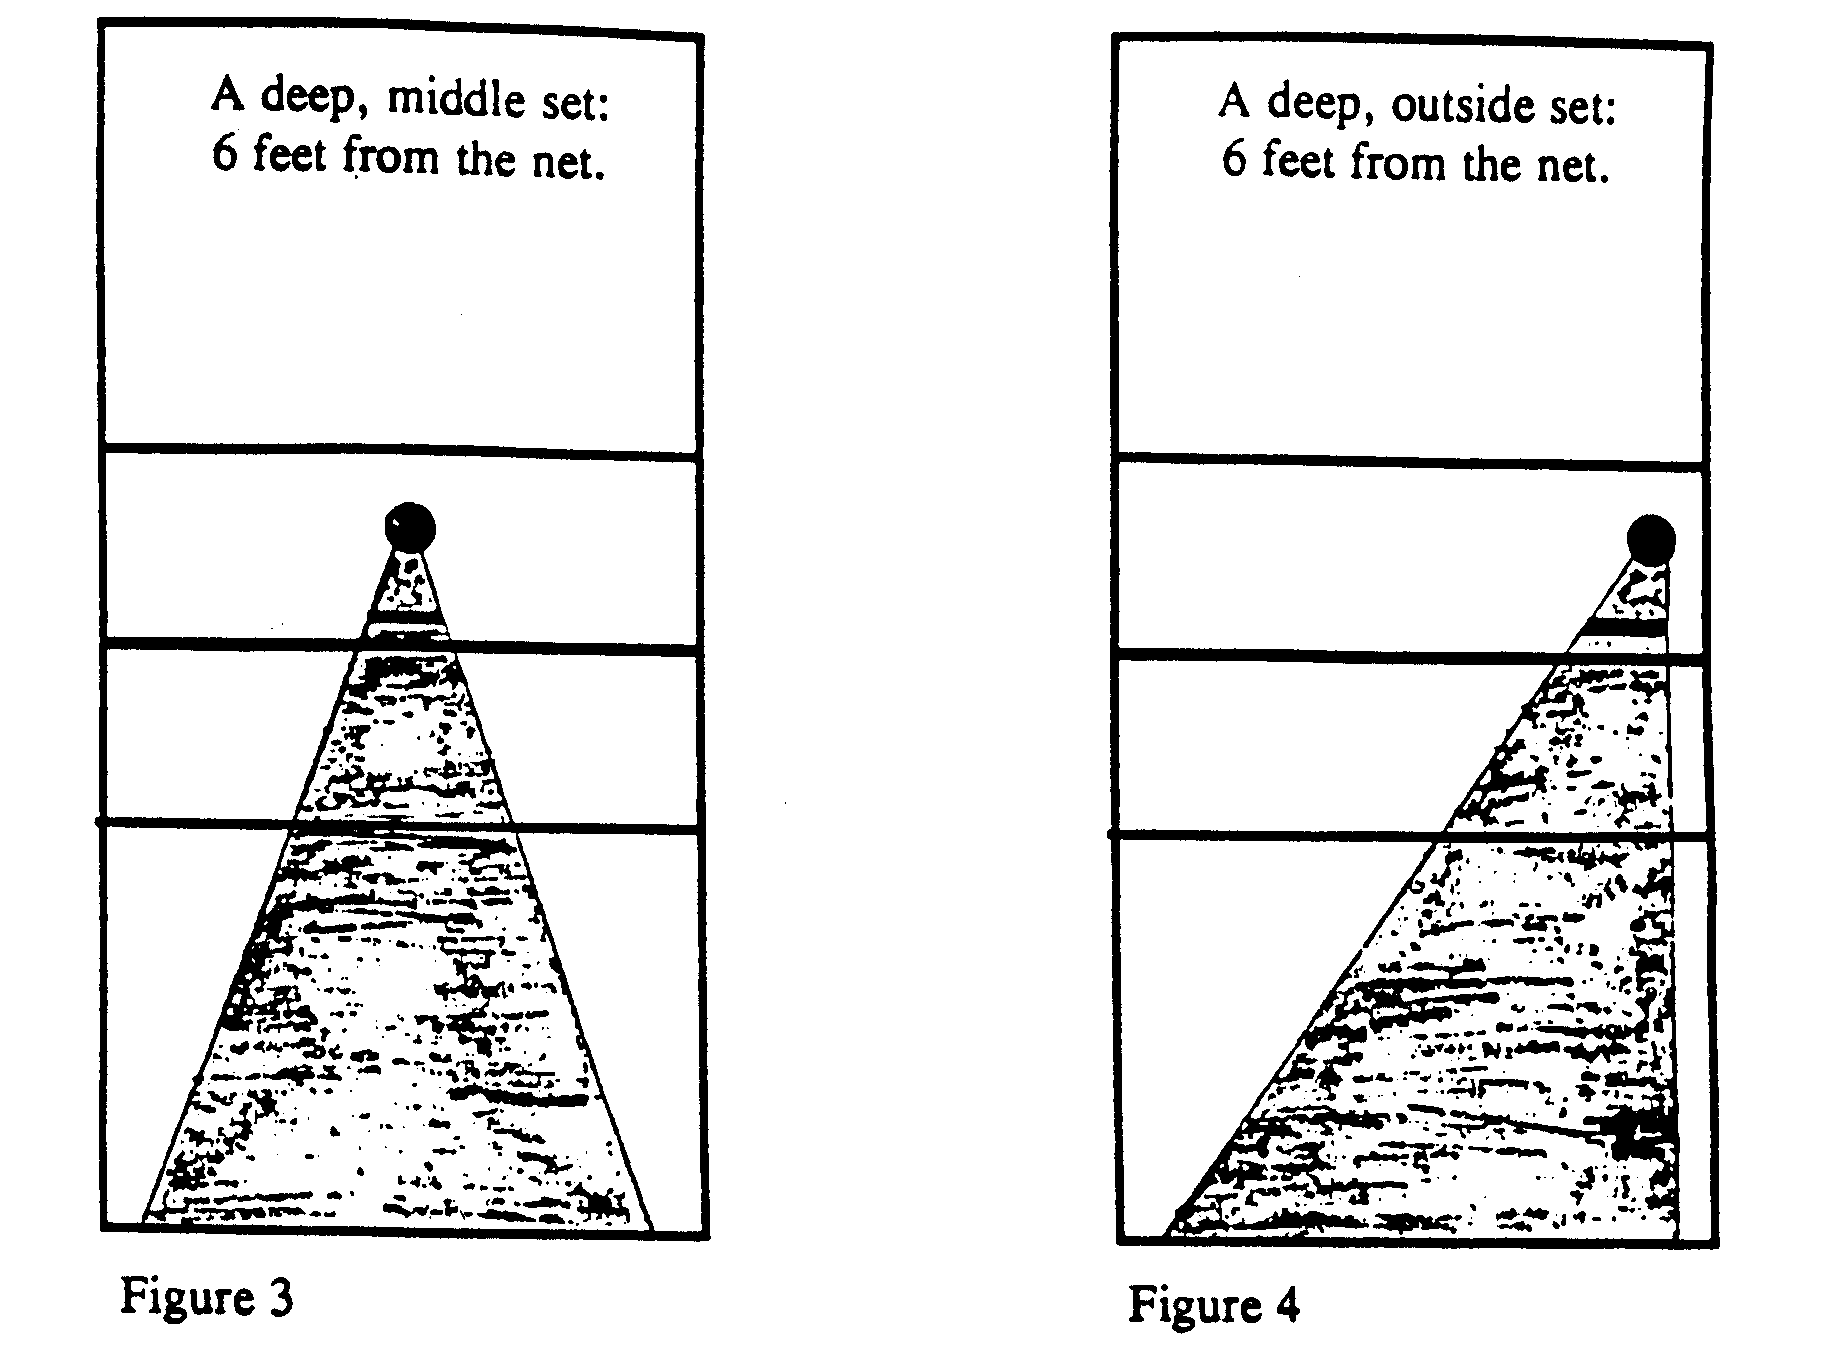 A deep, middle set:
6 feet from the net.
Figure 3
A deep, outside set:
6 feet from the net.
Figure 4